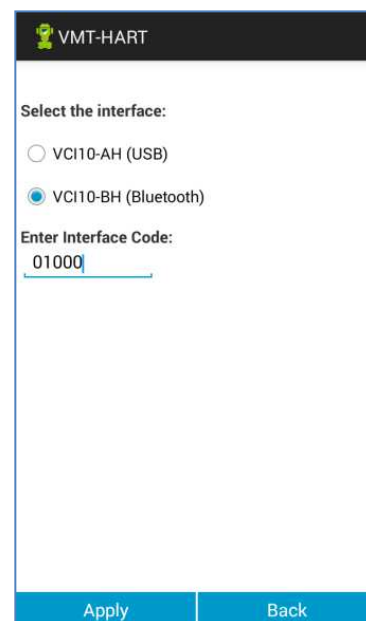 VMT-HART
Select the interface:
VCI10-AH (USB)
VCI10-BH (Bluetooth)
Enter Interface Code:
01000
Apply Back